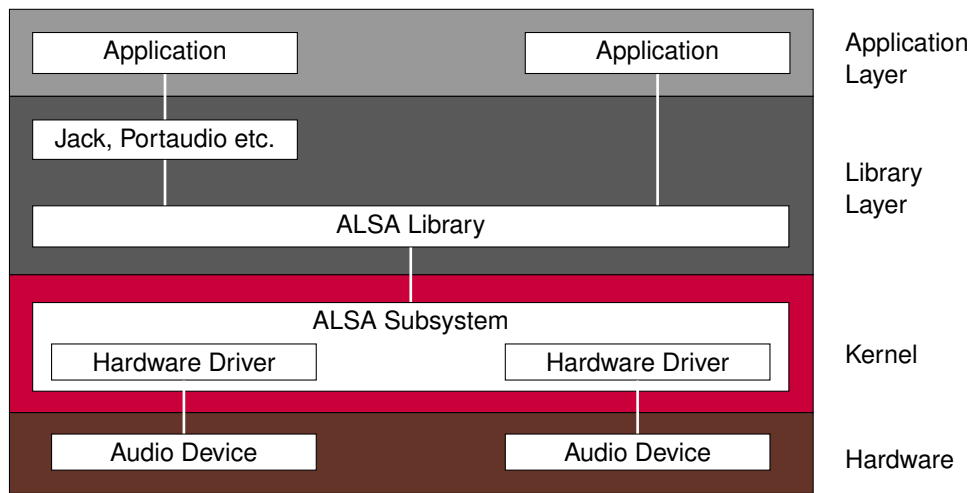 Application
Application
Application
Layer
Jack, Portaudio etc.
Library
Layer
ALSA Library
ALSA Subsystem
Hardware Driver
Hardware Driver
Kernel
Audio Device
Audio Device
Hardware